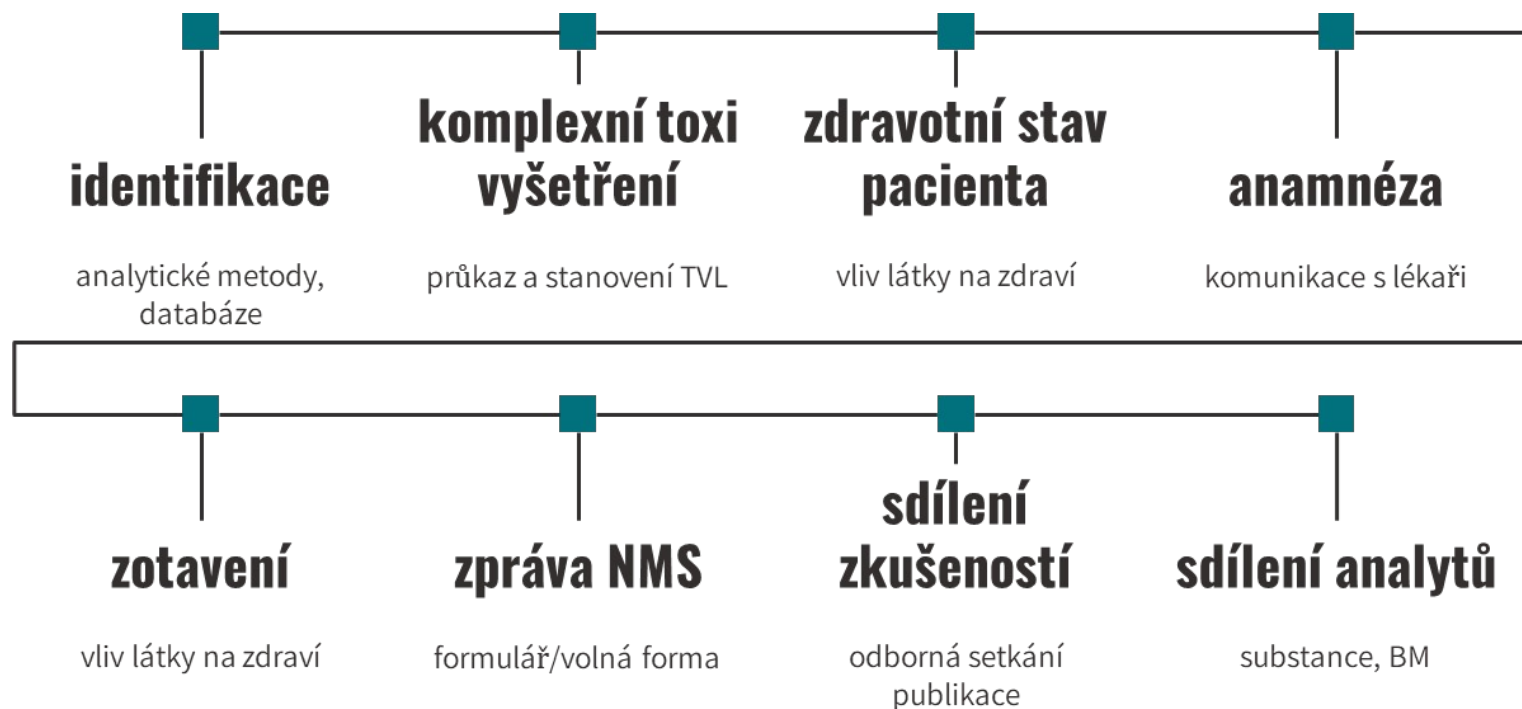 identifikace
analytické metody,
databáze
komplexní toxi
vyšetření
průkaz a stanovení TVL
zdravotní stav
pacienta
vliv látky na zdraví
anamnéza
komunikace s lékaři
zotavení
vliv látky na zdraví
zpráva NMS
formulář/volná forma
sdílení
zkušeností
odborná setkání
publikace
sdílení analytů
substance, BM